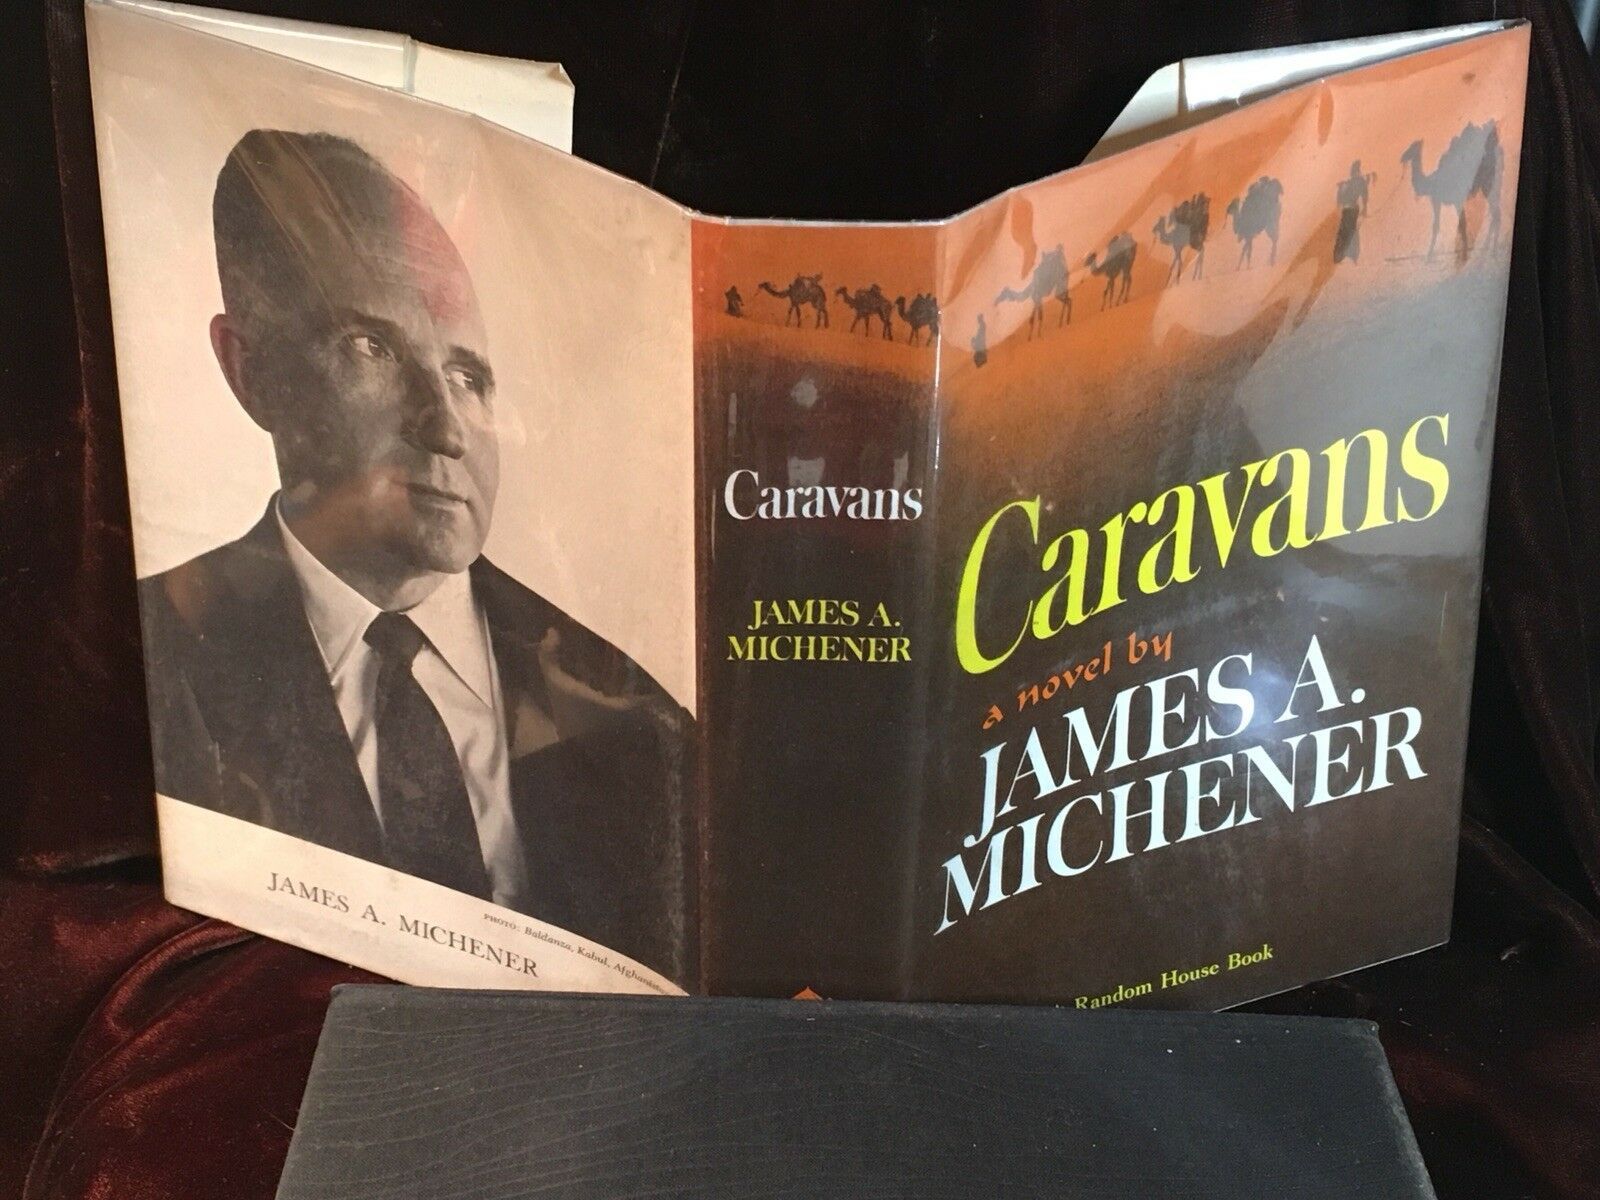 JAMES A. MICHENER
PHOTO: Baldanza, Kabul, Afghanistan
Caravans
JAMES A.
MICHENER
Caravans
a novel by
JAMES A.
MICHENER
Random House Book